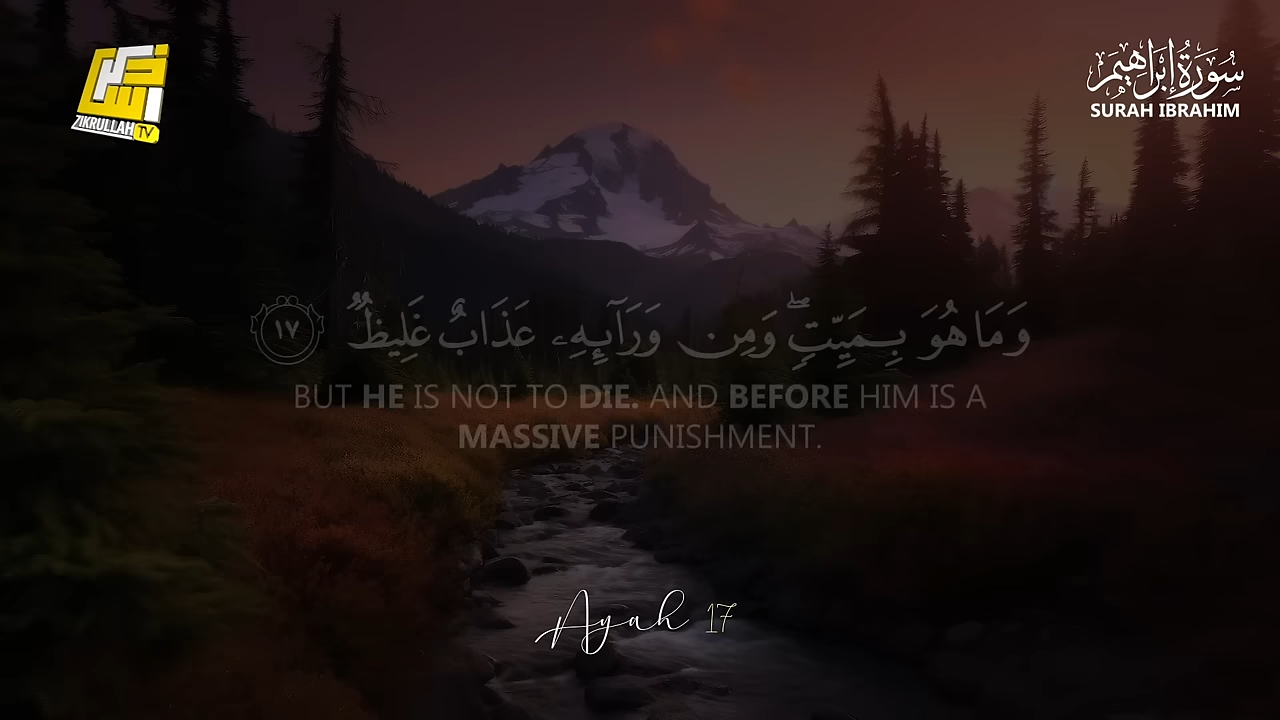 ذكر
الله
ZIKRULLAH TV
سُورَةُ إِبْرَاهِيم
SURAH IBRAHIM
وَمَا هُوَ بِمَيِّتٍۖ وَمِن وَرَآئِهِۦ عَذَابٌ غَلِيظٌ ١٧
BUT HE IS NOT TO DIE. AND BEFORE HIM IS A
MASSIVE PUNISHMENT.
Ayah 17